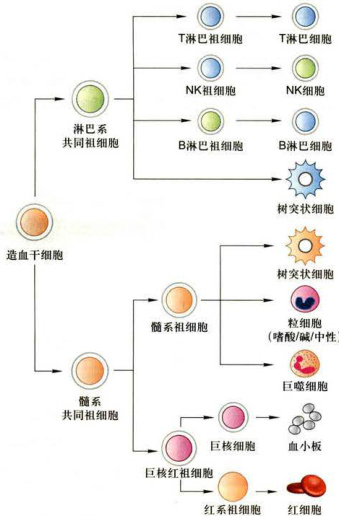 T淋巴祖细胞
T淋巴细胞
NK祖细胞
NK细胞
淋巴系
共同祖细胞
B淋巴祖细胞
B淋巴细胞
树突状细胞
造血干细胞
树突状细胞
髓系祖细胞
粒细胞
(嗜酸/碱/中性)
巨噬细胞
髓系
共同祖细胞
巨核细胞
血小板
巨核红祖细胞
红系祖细胞
红细胞